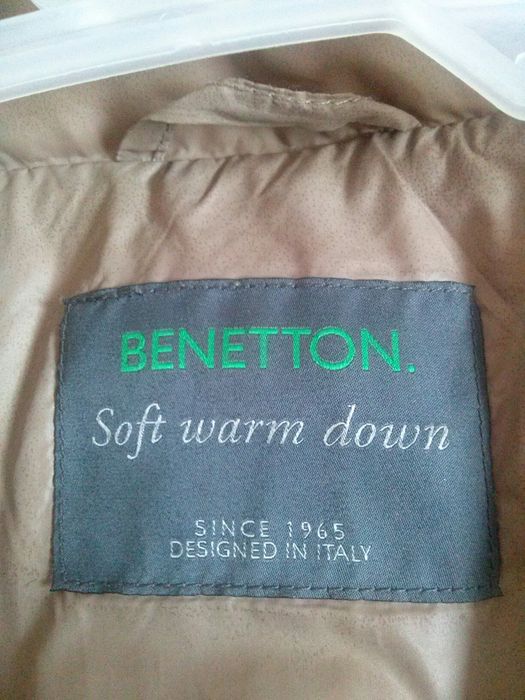 BENETTON.
Soft warm down
SINCE 1965
DESIGNED IN ITALY